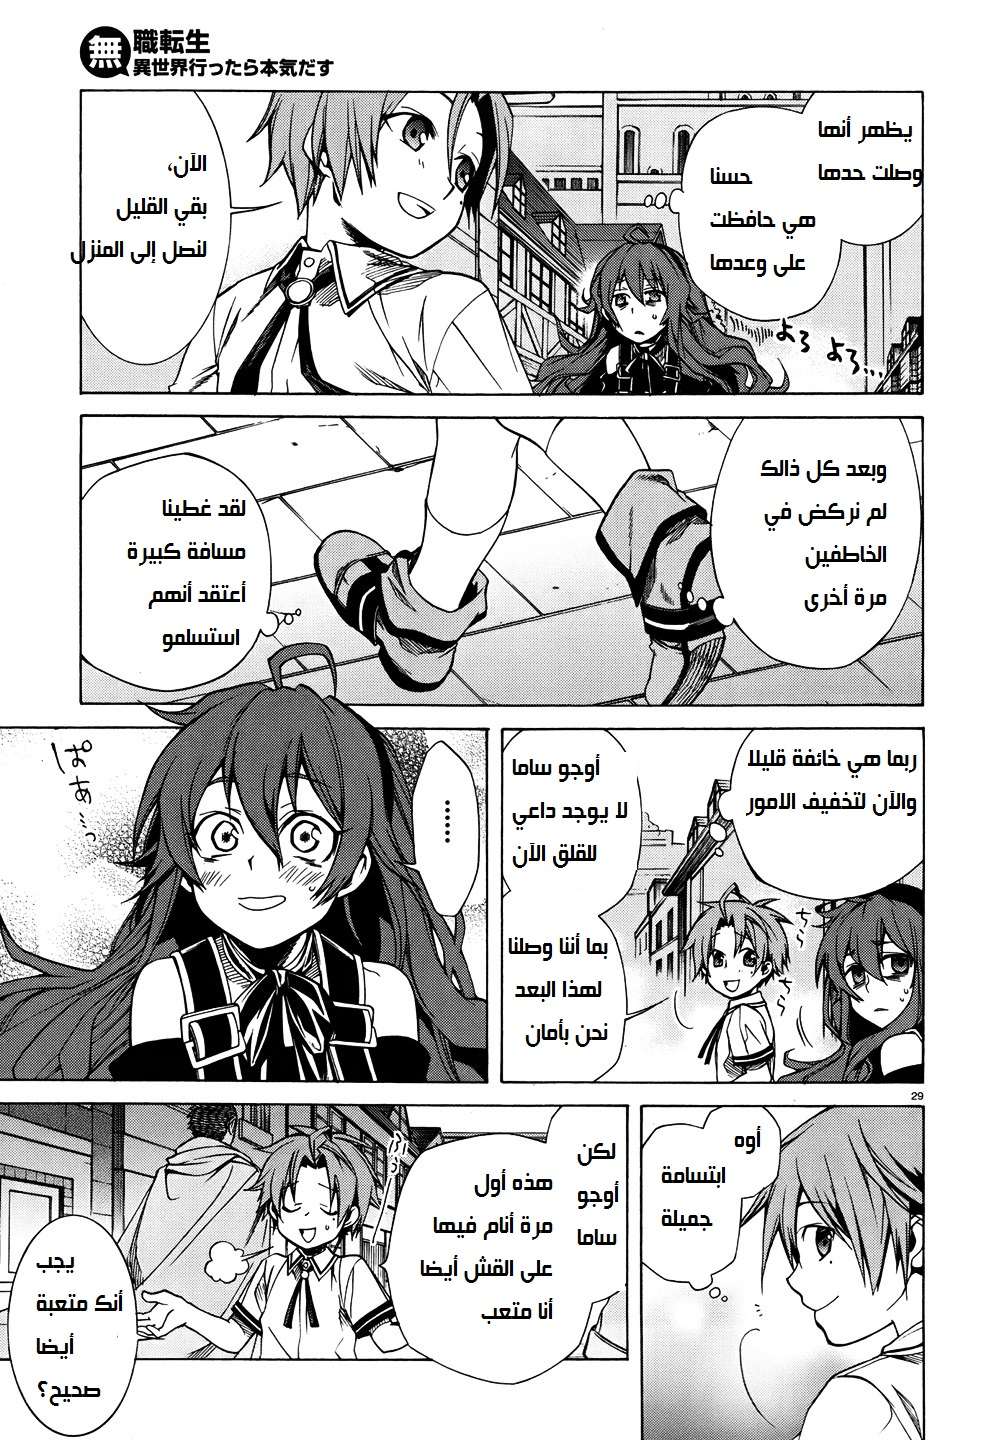 無職転生
異世界行ったら本気だす
يظهر أنها
وصلت حدها
حسنا
هي حافظت
على وعدها
よろよろ…
الآن،
بقي القليل
لنصل إلى المنزل
وبعد كل ذالك
لم نركض في
الخاطفين
مرة أخرى
لقد غطينا
مسافة كبيرة
أعتقد أنهم
استسلمو
ربما هي خائفة قليلا
والآن لتخفيف الامور
أوجو ساما
لا يوجد داعي
للقلق الآن
بما أننا وصلنا
لهذا البعد
نحن بأمان
ちら
ちら
……
ぱあぁ…
29
أوه
ابتسامة
جميلة
لكن
أوجو
ساما
هذه أول
مرة أنام فيها
على القش أيضا
أنا متعب
يجب
أنك متعبة
أيضا
صحيح؟